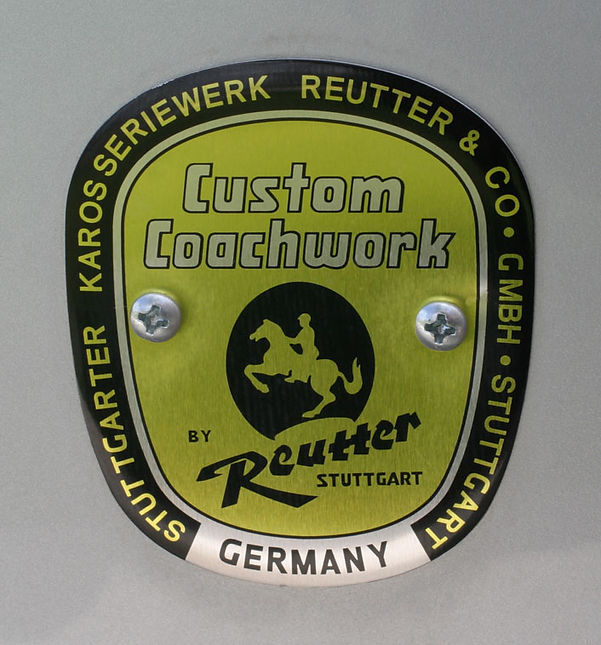 STUTTGARTER KAROSSERIEWERK REUTTER & CO• GMBH • STUTTGART
Custom
Coachwork
BY
Reutter
STUTTGART
GERMANY